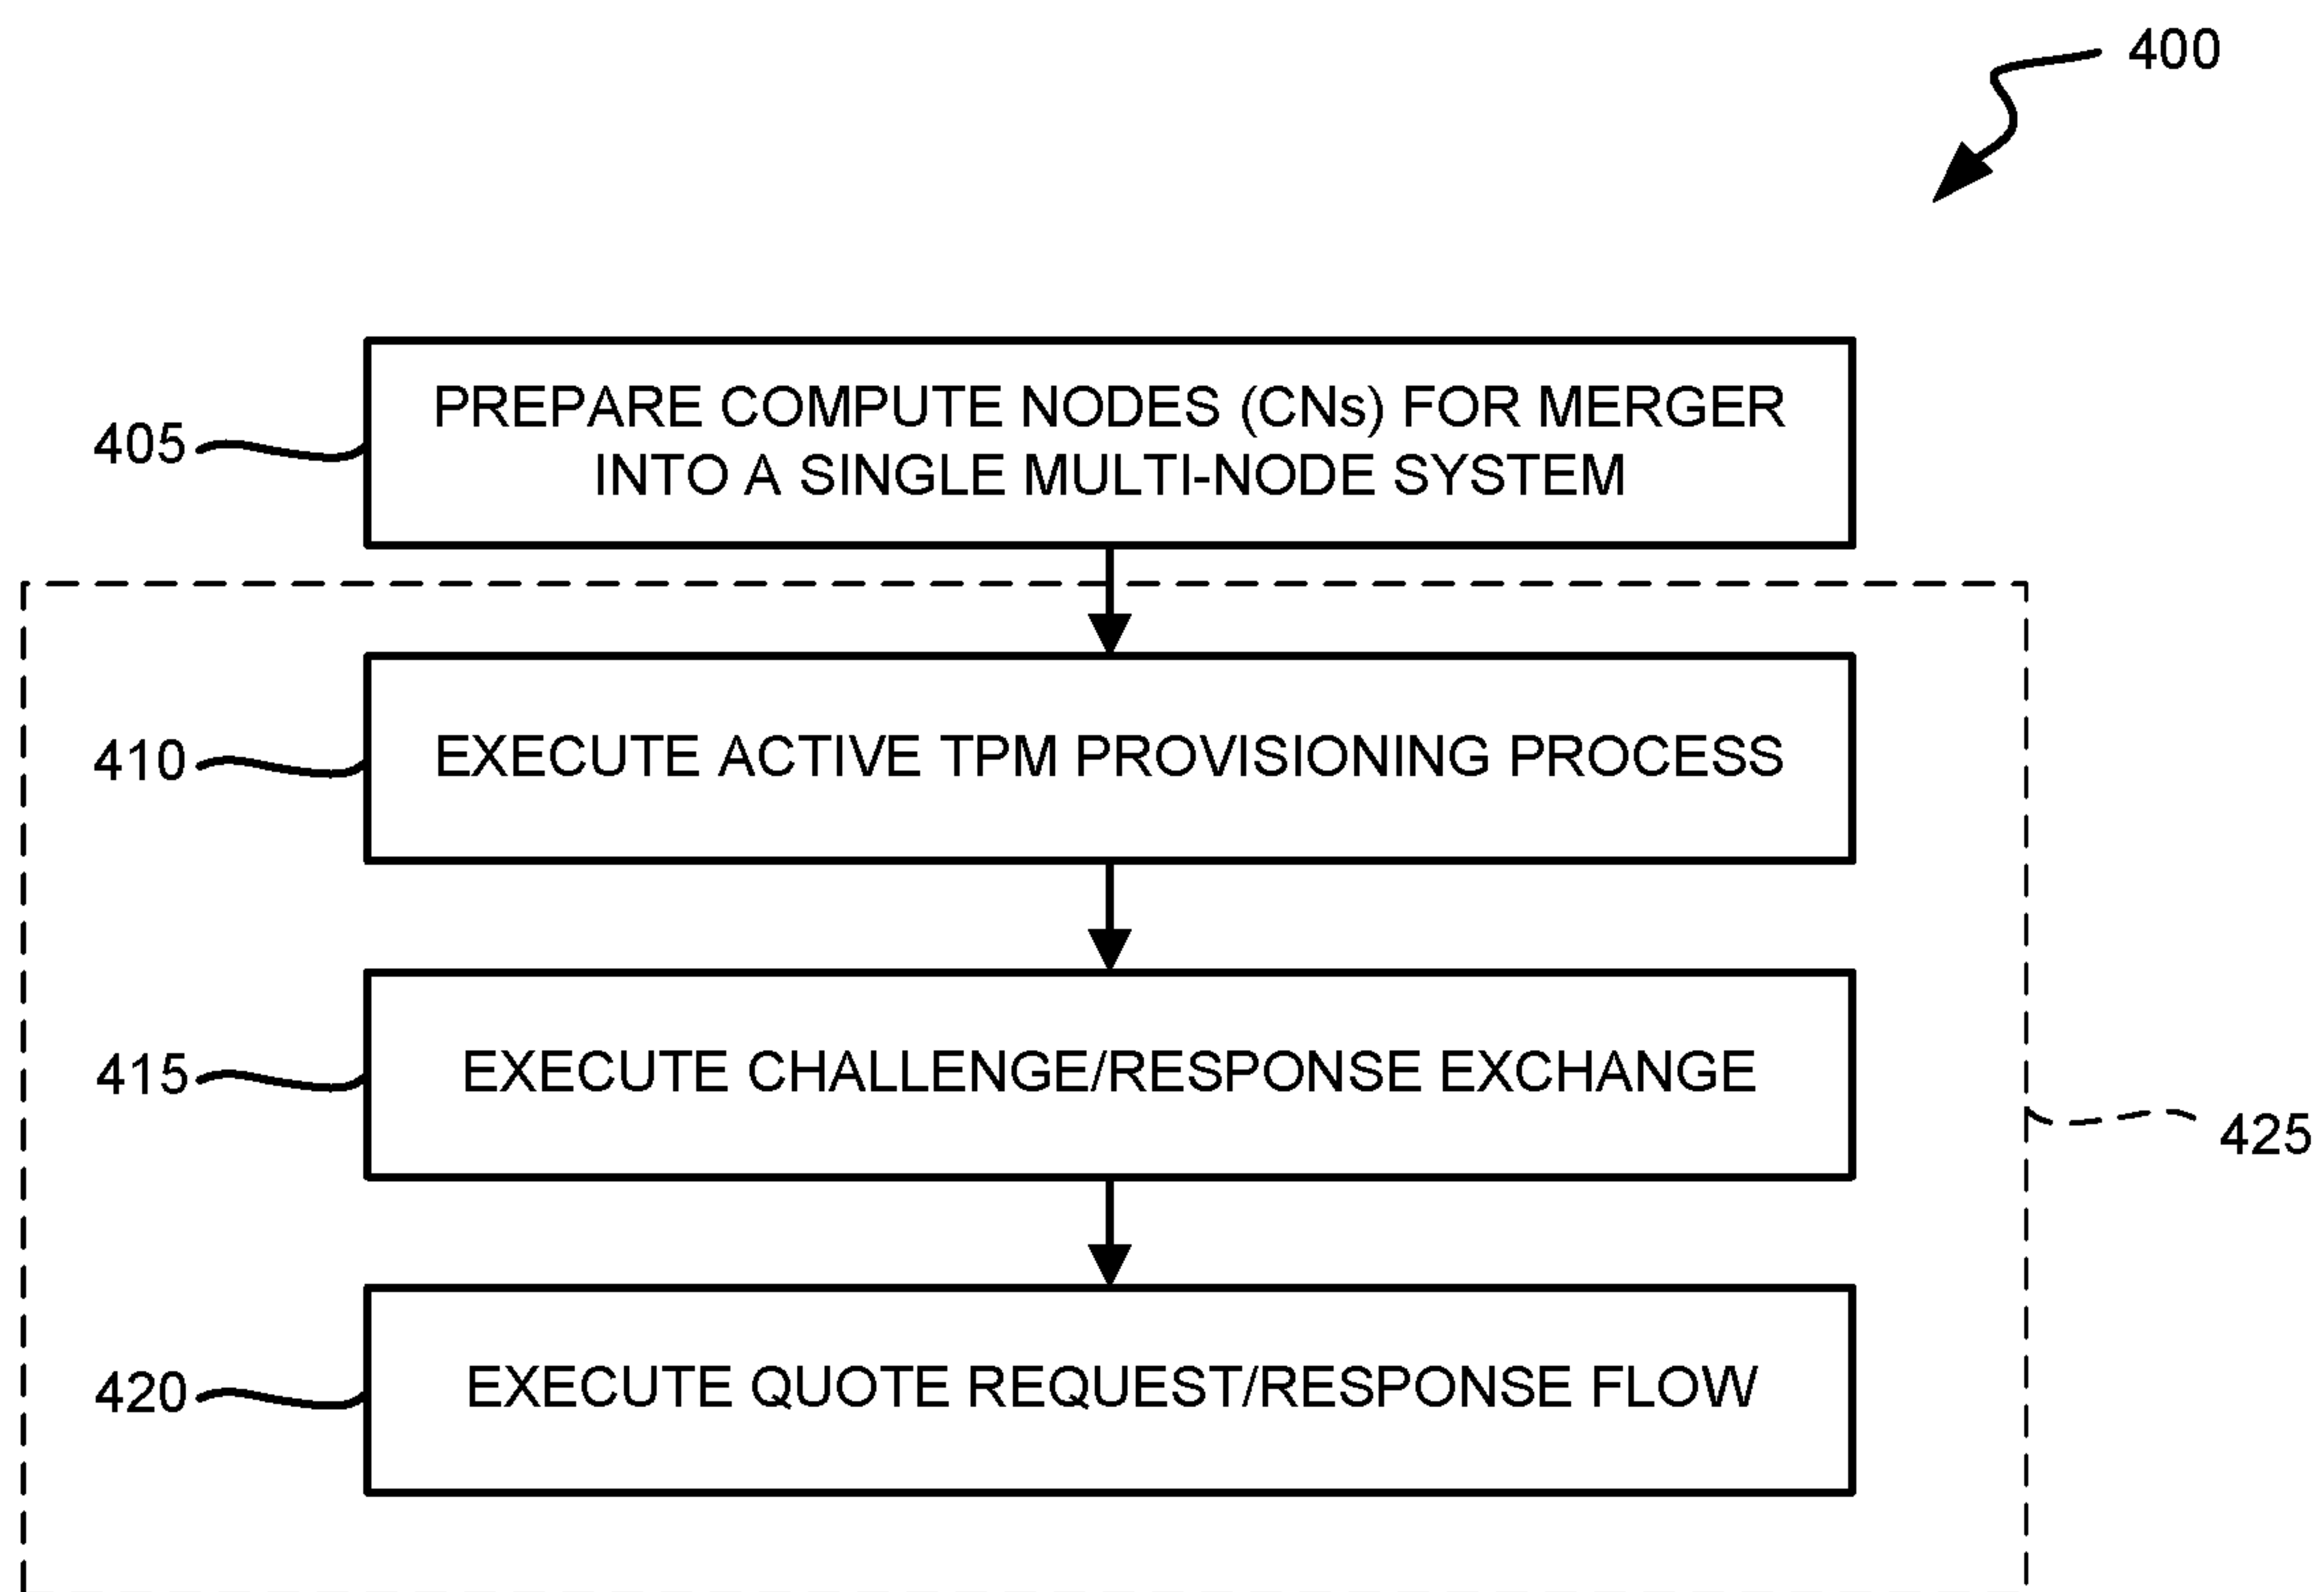 400
405
PREPARE COMPUTE NODES (CNs) FOR MERGER
INTO A SINGLE MULTI-NODE SYSTEM
410
EXECUTE ACTIVE TPM PROVISIONING PROCESS
415
EXECUTE CHALLENGE/RESPONSE EXCHANGE
425
420
EXECUTE QUOTE REQUEST/RESPONSE FLOW